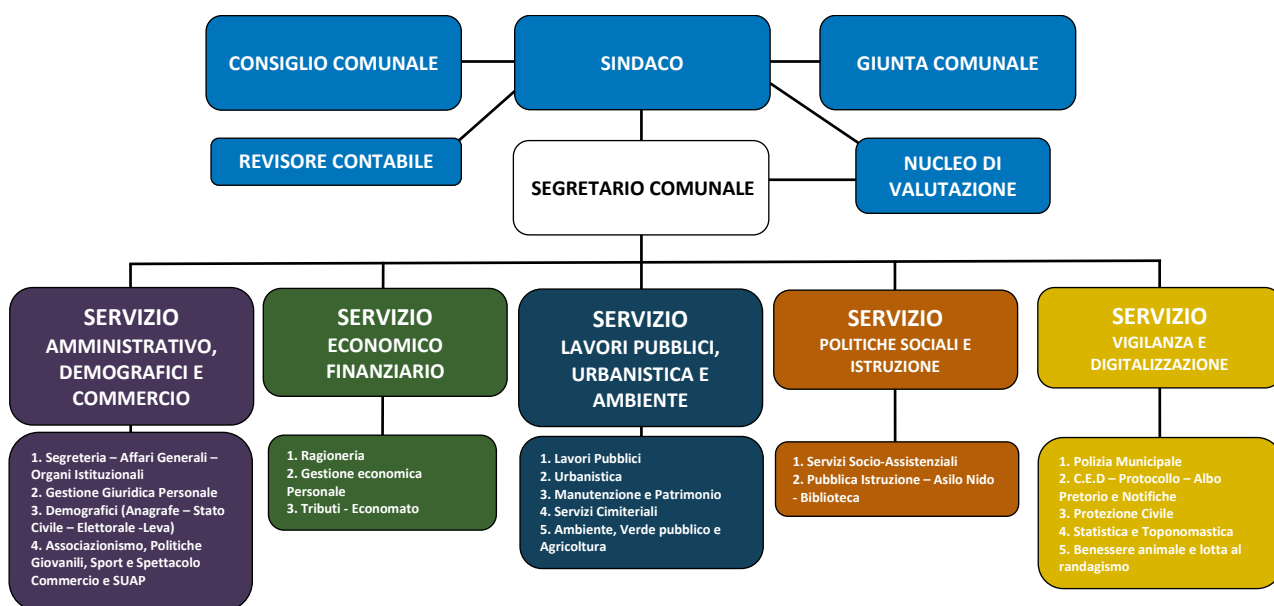 CONSIGLIO COMUNALE
SINDACO
GIUNTA COMUNALE
REVISORE CONTABILE
SEGRETARIO COMUNALE
NUCLEO DI
VALUTAZIONE
SERVIZIO
AMMINISTRATIVO,
DEMOGRAFICI E
COMMERCIO
SERVIZIO
ECONOMICO
FINANZIARIO
SERVIZIO
LAVORI PUBBLICI,
URBANISTICA E
AMBIENTE
SERVIZIO
POLITICHE SOCIALI E
ISTRUZIONE
SERVIZIO
VIGILANZA E
DIGITALIZZAZIONE
1. Segreteria – Affari Generali –
Organi Istituzionali
2. Gestione Giuridica Personale
3. Demografici (Anagrafe – Stato
Civile – Elettorale -Leva)
4. Associazionismo, Politiche
Giovanili, Sport e Spettacolo
Commercio e SUAP
1. Ragioneria
2. Gestione economica
Personale
3. Tributi - Economato
1. Lavori Pubblici
2. Urbanistica
3. Manutenzione e Patrimonio
4. Servizi Cimiteriali
5. Ambiente, Verde pubblico e
Agricoltura
1. Servizi Socio-Assistenziali
2. Pubblica Istruzione – Asilo Nido
- Biblioteca
1. Polizia Municipale
2. C.E.D – Protocollo – Albo
Pretorio e Notifiche
3. Protezione Civile
4. Statistica e Toponomastica
5. Benessere animale e lotta al
randagismo